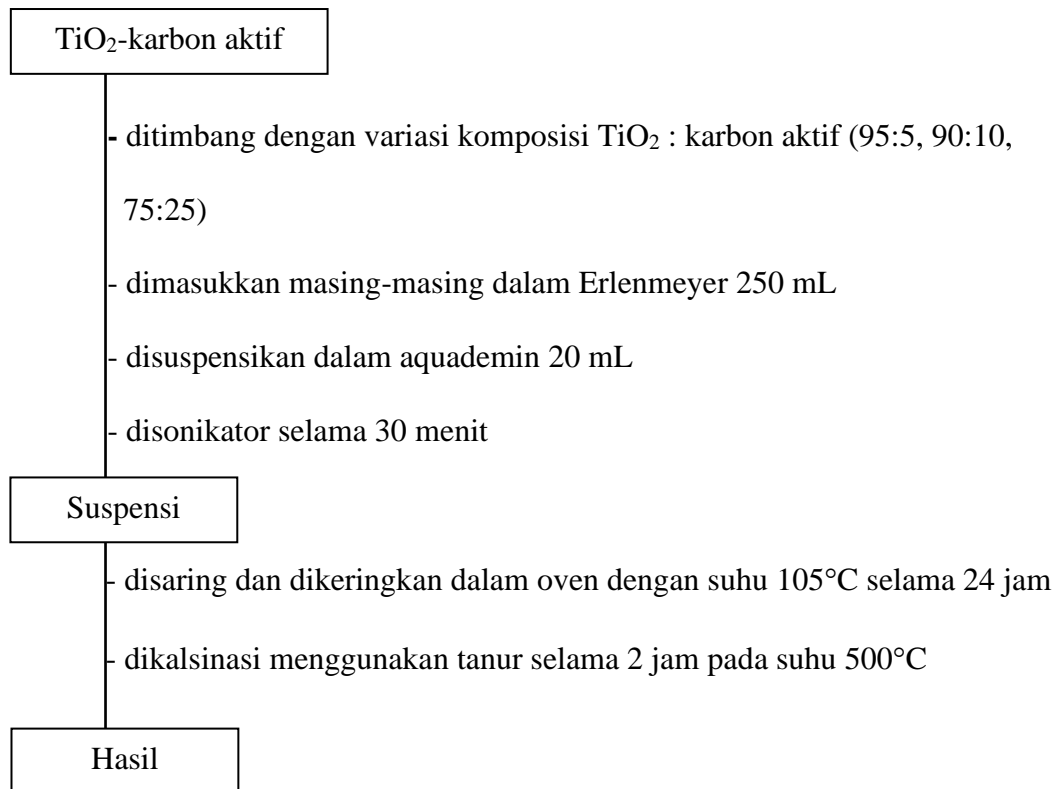 TiO₂-karbon aktif
- ditimbang dengan variasi komposisi TiO₂ : karbon aktif (95:5, 90:10,
75:25)
- dimasukkan masing-masing dalam Erlenmeyer 250 mL
- disuspensikan dalam aquademin 20 mL
- disonikator selama 30 menit
Suspensi
- disaring dan dikeringkan dalam oven dengan suhu 105°C selama 24 jam
- dikalsinasi menggunakan tanur selama 2 jam pada suhu 500°C
Hasil